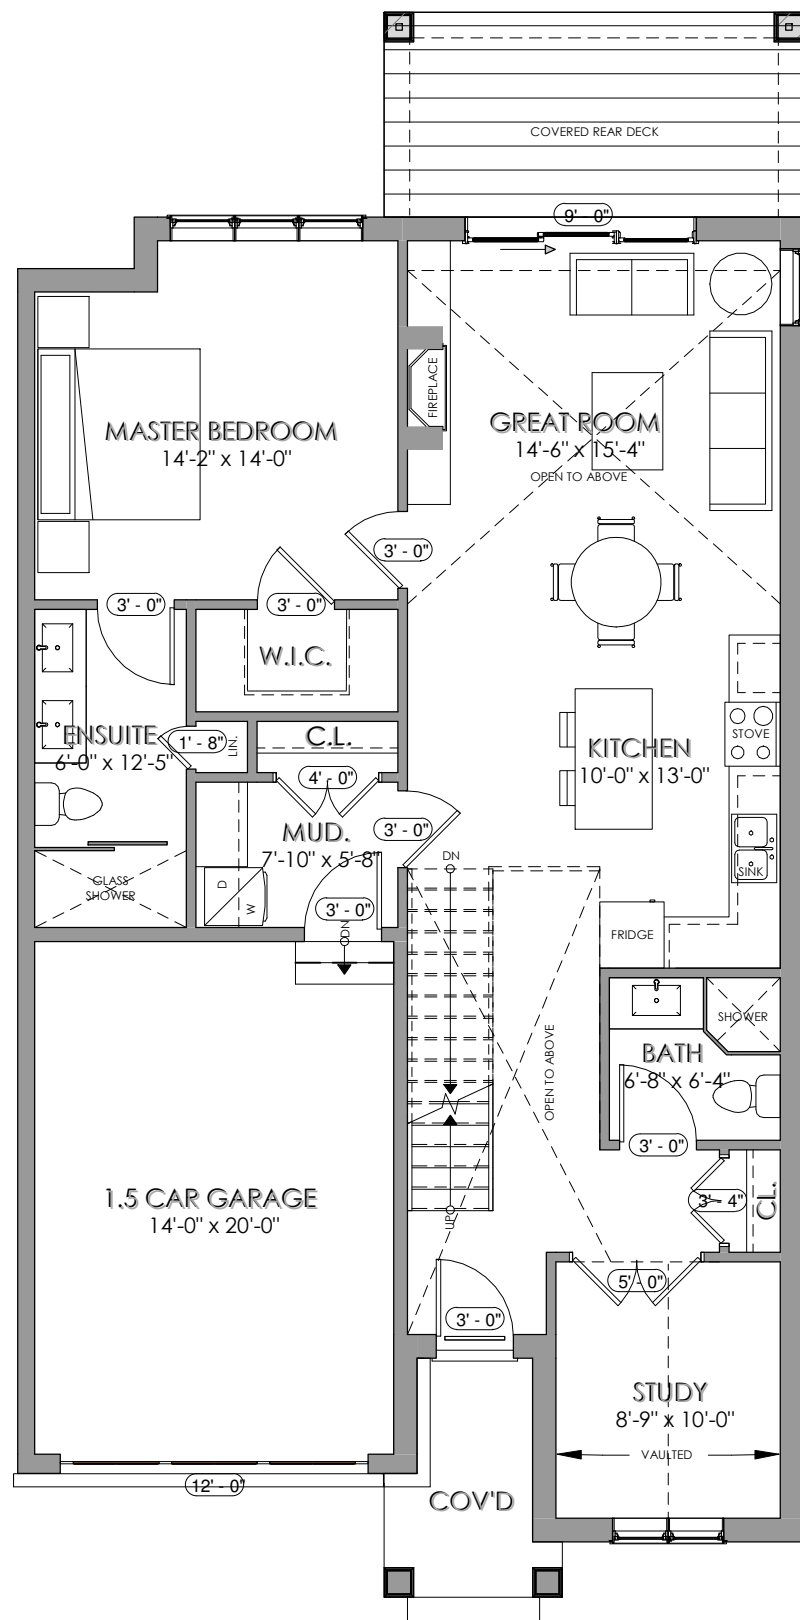 COVERED REAR DECK
9' - 0"
FIREPLACE
MASTER BEDROOM
14'-2" x 14'-0"
GREAT ROOM
14'-6" x 15'-4"
OPEN TO ABOVE
3' - 0"
3' - 0"
3' - 0"
W.I.C.
ENSUITE
6'-0" x 12'-5"
1' - 8"
LIN.
C.L.
4' - 0"
KITCHEN
10'-0" x 13'-0"
STOVE
MUD.
7'-10" x 5'-8"
3' - 0"
DN
SINK
GLASS
SHOWER
D
W
3' - 0"
DN
FRIDGE
SHOWER
OPEN TO ABOVE
BATH
6'-8" x 6'-4"
3' - 0"
3' - 4"
CL.
1.5 CAR GARAGE
14'-0" x 20'-0"
UP
5' - 0"
3' - 0"
STUDY
8'-9" x 10'-0"
VAULTED
12' - 0"
COV'D